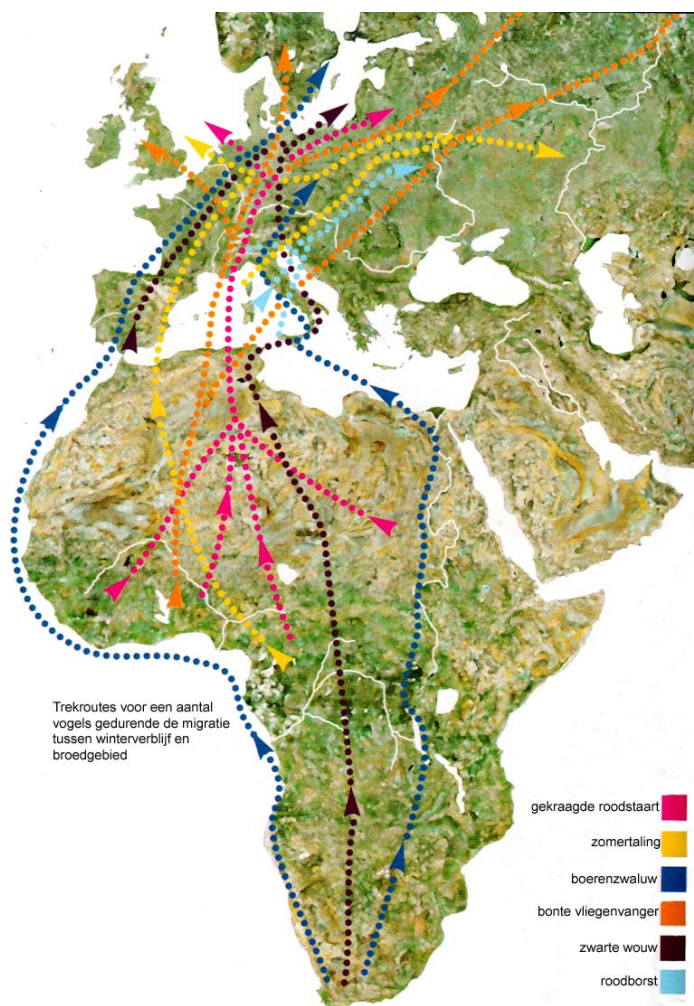 Trekroutes voor een aantal
vogels gedurende de migratie
tussen winterverblijf en
broedgebied
gekraagde roodstaart
zomertaling
boerenzwaluw
bonte vliegenvanger
zwarte wouw
roodborst